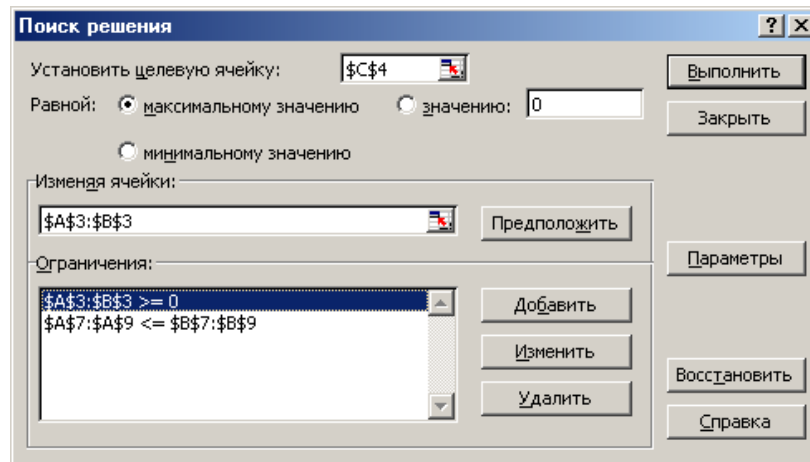 Поиск решения
Установить целевую ячейку: $C$4
Выполнить
Равной: максимальному значению значению: 0
Закрыть
минимальному значению
Изменяя ячейки:
$A$3:$B$3
Предположить
Ограничения:
Параметры
$A$3:$B$3 >= 0
$A$7:$A$9 <= $B$7:$B$9
Добавить
Изменить
Удалить
Восстановить
Справка